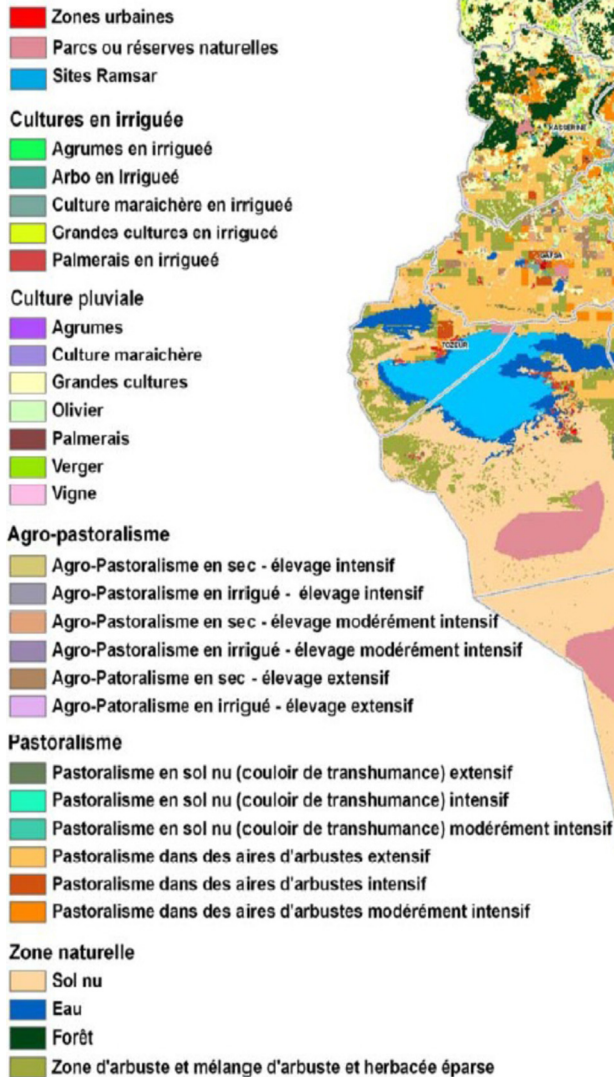 Zones urbaines
Parcs ou réserves naturelles
Sites Ramsar
Cultures en irriguée
Agrumes en irrigueé
Arbo en Irrigueé
Culture maraichère en irrigueé
Grandes cultures en irrigueé
Palmerais en irrigueé
Culture pluviale
Agrumes
Culture maraichère
Grandes cultures
Olivier
Palmerais
Verger
Vigne
Agro-pastoralisme
Agro-Pastoralisme en sec - élevage intensif
Agro-Pastoralisme en irrigué - élevage intensif
Agro-Pastoralisme en sec - élevage modérément intensif
Agro-Pastoralisme en irrigué - élevage modérément intensif
Agro-Patoralisme en sec - élevage extensif
Agro-Patoralisme en irrigué - élevage extensif
Pastoralisme
Pastoralisme en sol nu (couloir de transhumance) extensif
Pastoralisme en sol nu (couloir de transhumance) intensif
Pastoralisme en sol nu (couloir de transhumance) modérément intensif
Pastoralisme dans des aires d'arbustes extensif
Pastoralisme dans des aires d'arbustes intensif
Pastoralisme dans des aires d'arbustes modérément intensif
Zone naturelle
Sol nu
Eau
Forêt
Zone d'arbuste et mélange d'arbuste et herbacée éparse
KASSERINE
GAFSA
TOZEUR